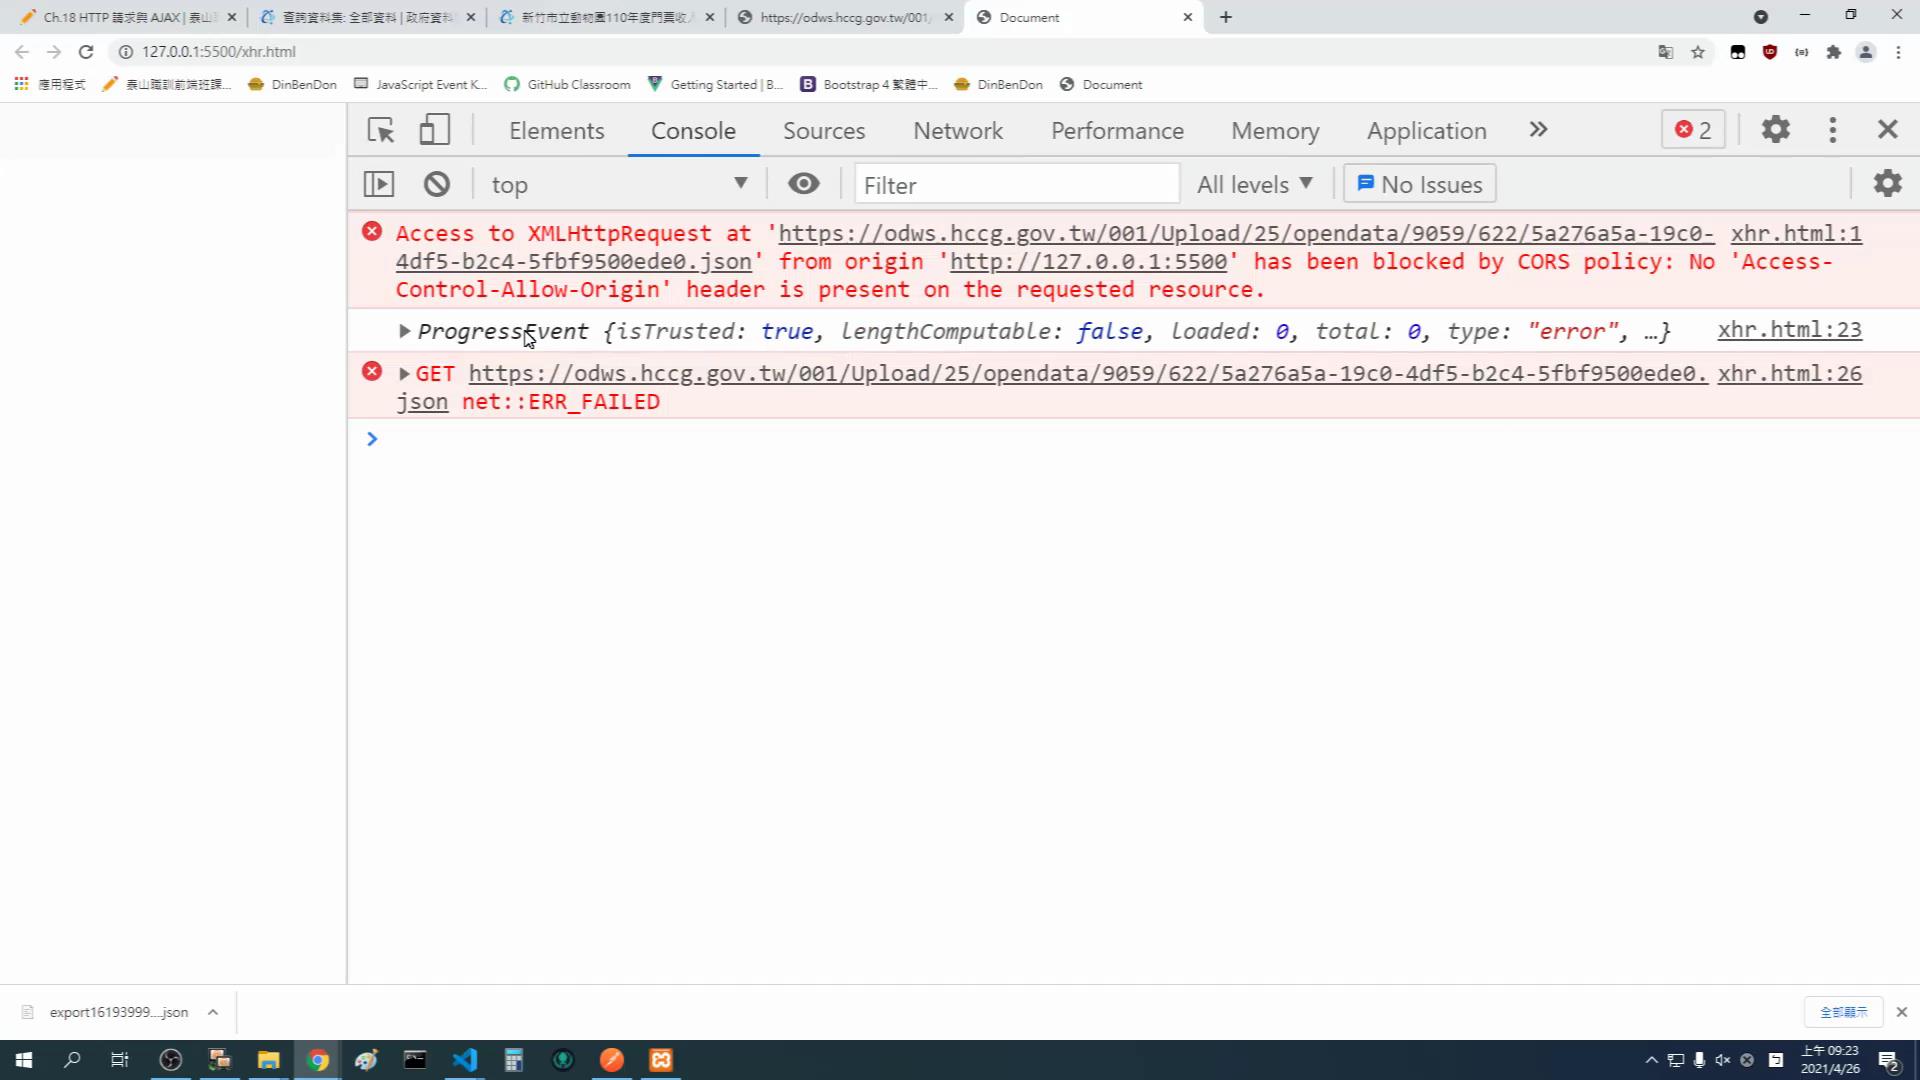 Ch.18 HTTP 請求與 AJAX | 泰山
查詢資料集: 全部資料 | 政府資料
新竹市立動物園110年度門票收
https://odws.hccg.gov.tw/001/
Document
127.0.0.1:5500/xhr.html
應用程式
泰山職訓前端班課...
DinBenDon
JavaScript Event K...
GitHub Classroom
Getting Started | B...
Bootstrap 4 繁體中...
DinBenDon
Document
Elements
Console
Sources
Network
Performance
Memory
Application
2
top
Filter
All levels
No Issues
Access to XMLHttpRequest at 'https://odws.hccg.gov.tw/001/Upload/25/opendata/9059/622/5a276a5a-19c0- xhr.html:1
4df5-b2c4-5fbf9500ede0.json' from origin 'http://127.0.0.1:5500' has been blocked by CORS policy: No 'Access-
Control-Allow-Origin' header is present on the requested resource.
ProgressEvent {isTrusted: true, lengthComputable: false, loaded: 0, total: 0, type: "error", …} xhr.html:23
GET https://odws.hccg.gov.tw/001/Upload/25/opendata/9059/622/5a276a5a-19c0-4df5-b2c4-5fbf9500ede0. xhr.html:26
json net::ERR_FAILED
export16193999....json
全部顯示
上午 09:23
2021/4/26
2